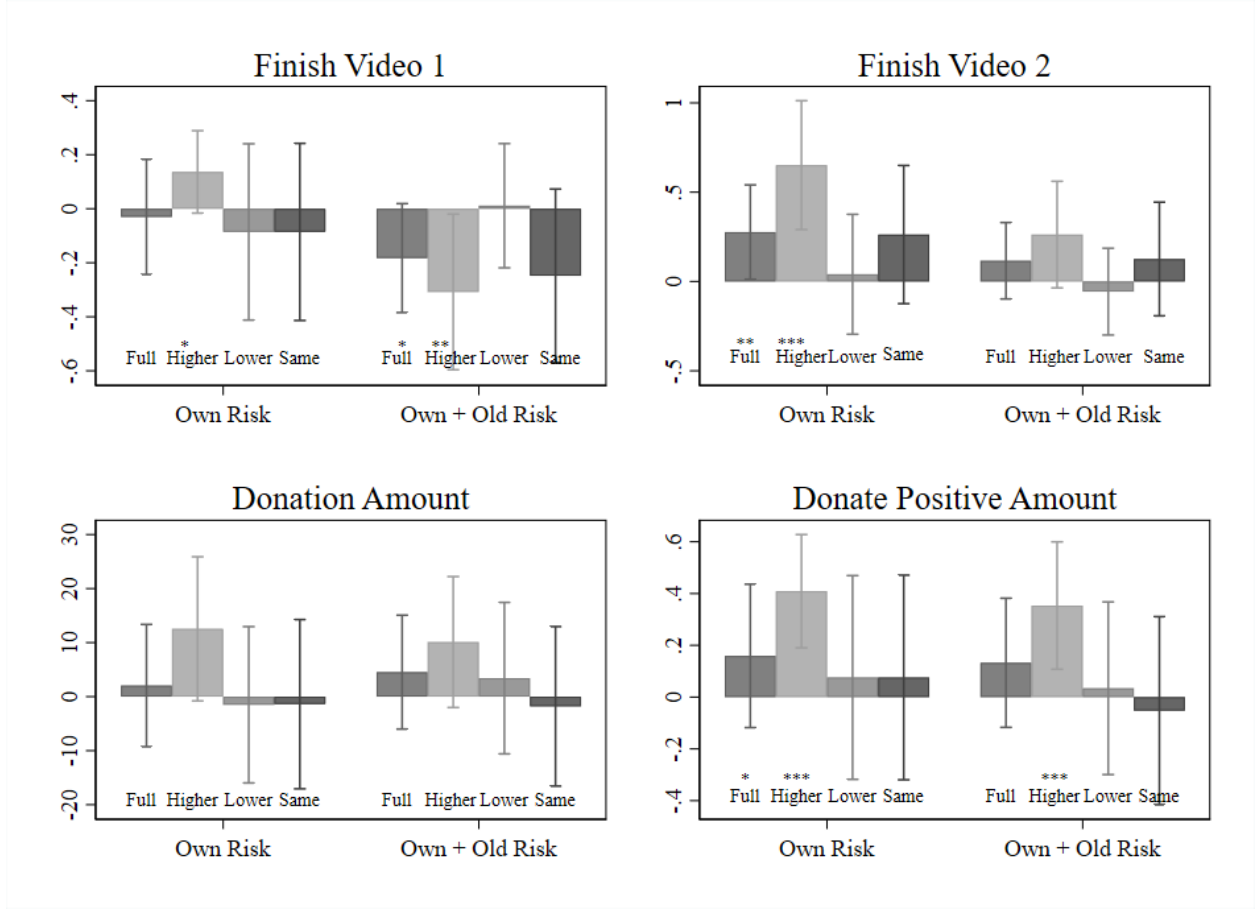 Finish Video 1
.4
.2
0
-.2
-.4
-.6
* * **
Full Higher Lower Same Full Higher Lower Same
Own Risk Own + Old Risk
Finish Video 2
1
.5
0
-.5
** ***
Full Higher Lower Same Full Higher Lower Same
Own Risk Own + Old Risk
Donation Amount
30
20
10
0
-10
-20
Full Higher Lower Same Full Higher Lower Same
Own Risk Own + Old Risk
Donate Positive Amount
.6
.4
.2
0
-.2
-.4
* *** ***
Full Higher Lower Same Full Higher Lower Same
Own Risk Own + Old Risk